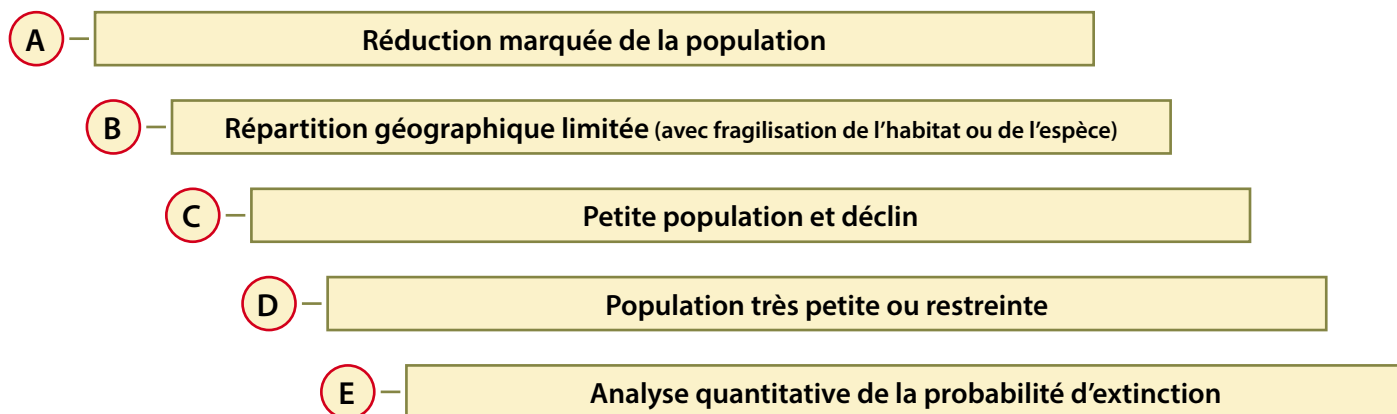 A Réduction marquée de la population
B Répartition géographique limitée (avec fragilisation de l’habitat ou de l’espèce)
C Petite population et déclin
D Population très petite ou restreinte
E Analyse quantitative de la probabilité d’extinction